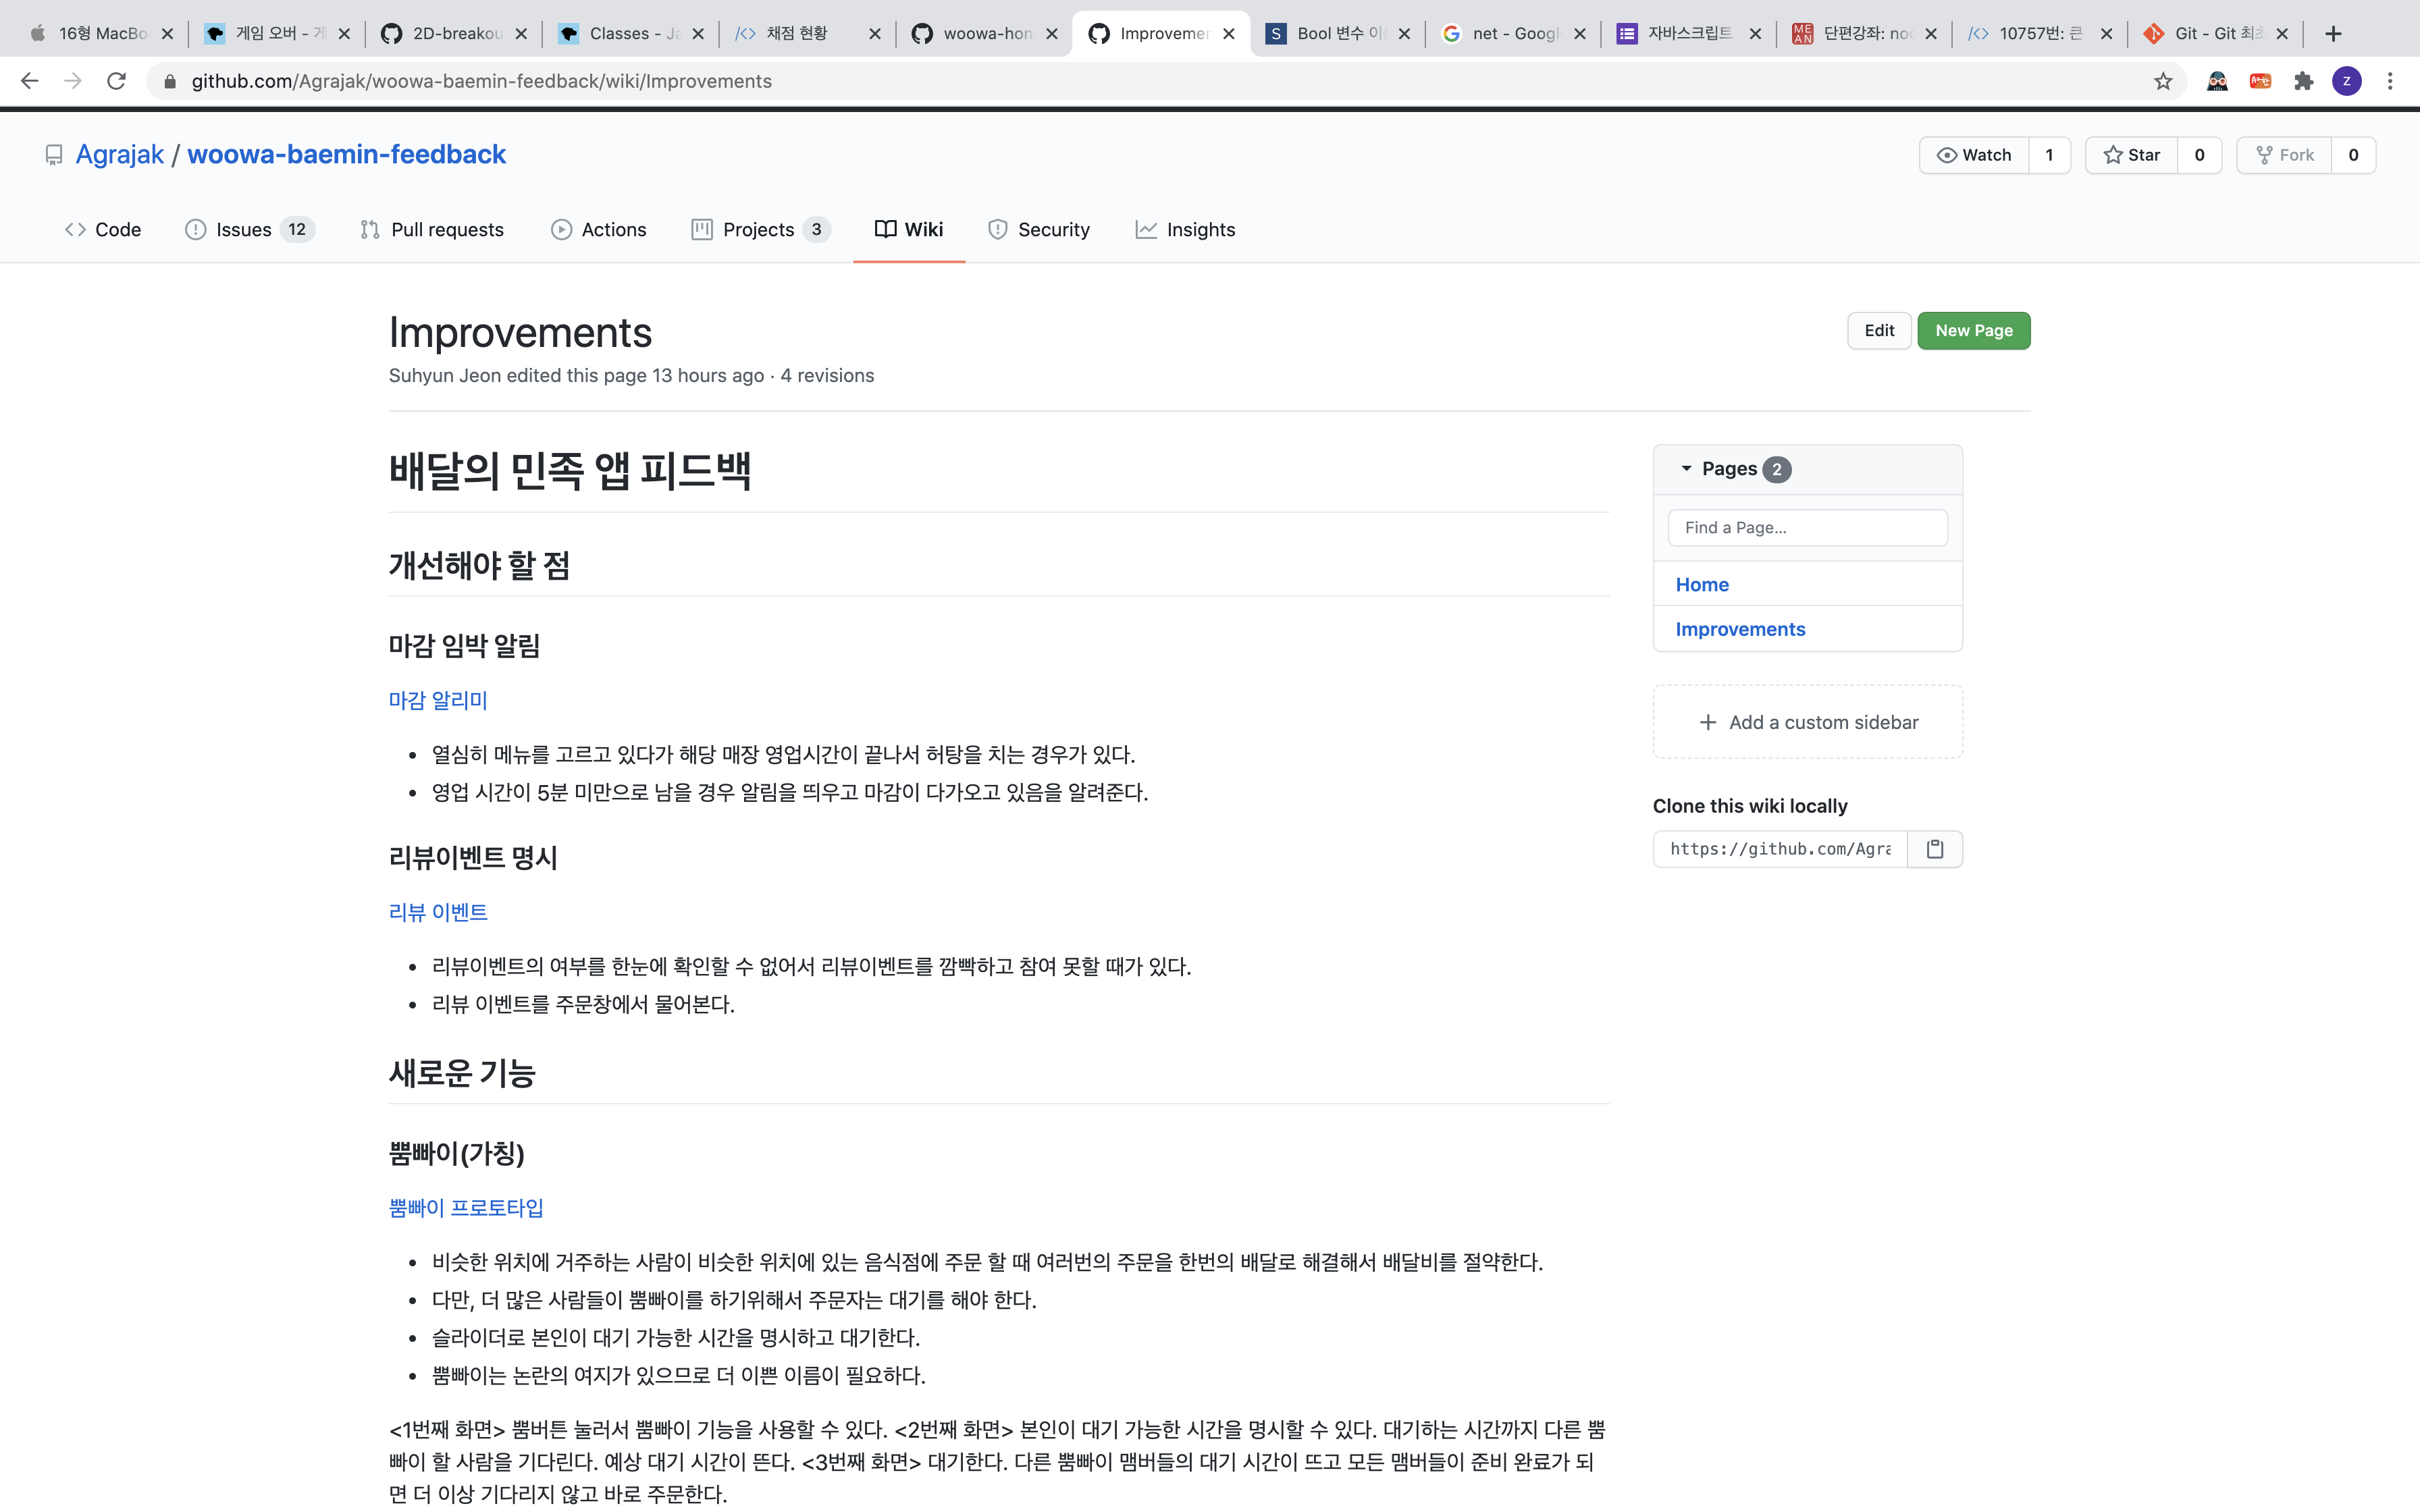 16형 MacBo
게임 오버 - 게
2D-breakou
Classes - Ja
채점 현황
woowa-hon
Improvemen
Bool 변수 이
net - Googl
자바스크립트
단편강좌: noc
10757번: 큰
Git - Git 최초
github.com/Agrajak/woowa-baemin-feedback/wiki/Improvements
Z
Agrajak / woowa-baemin-feedback
Watch 1
Star 0
Fork 0
Code
Issues 12
Pull requests
Actions
Projects 3
Wiki
Security
Insights
Improvements
Edit
New Page
Suhyun Jeon edited this page 13 hours ago · 4 revisions
배달의 민족 앱 피드백
개선해야 할 점
마감 임박 알림
마감 알리미
• 열심히 메뉴를 고르고 있다가 해당 매장 영업시간이 끝나서 허탕을 치는 경우가 있다.
• 영업 시간이 5분 미만으로 남을 경우 알림을 띄우고 마감이 다가오고 있음을 알려준다.
리뷰이벤트 명시
리뷰 이벤트
• 리뷰이벤트의 여부를 한눈에 확인할 수 없어서 리뷰이벤트를 깜빡하고 참여 못할 때가 있다.
• 리뷰 이벤트를 주문창에서 물어본다.
새로운 기능
뿜빠이(가칭)
뿜빠이 프로토타입
• 비슷한 위치에 거주하는 사람이 비슷한 위치에 있는 음식점에 주문 할 때 여러번의 주문을 한번의 배달로 해결해서 배달비를 절약한다.
• 다만, 더 많은 사람들이 뿜빠이를 하기위해서 주문자는 대기를 해야 한다.
• 슬라이더로 본인이 대기 가능한 시간을 명시하고 대기한다.
• 뿜빠이는 논란의 여지가 있으므로 더 이쁜 이름이 필요하다.
<1번째 화면> 뿜버튼 눌러서 뿜빠이 기능을 사용할 수 있다. <2번째 화면> 본인이 대기 가능한 시간을 명시할 수 있다. 대기하는 시간까지 다른 뿜
빠이 할 사람을 기다린다. 예상 대기 시간이 뜬다. <3번째 화면> 대기한다. 다른 뿜빠이 맴버들의 대기 시간이 뜨고 모든 맴버들이 준비 완료가 되
면 더 이상 기다리지 않고 바로 주문한다.
Pages 2
Find a Page...
Home
Improvements
Add a custom sidebar
Clone this wiki locally
https://github.com/Agra